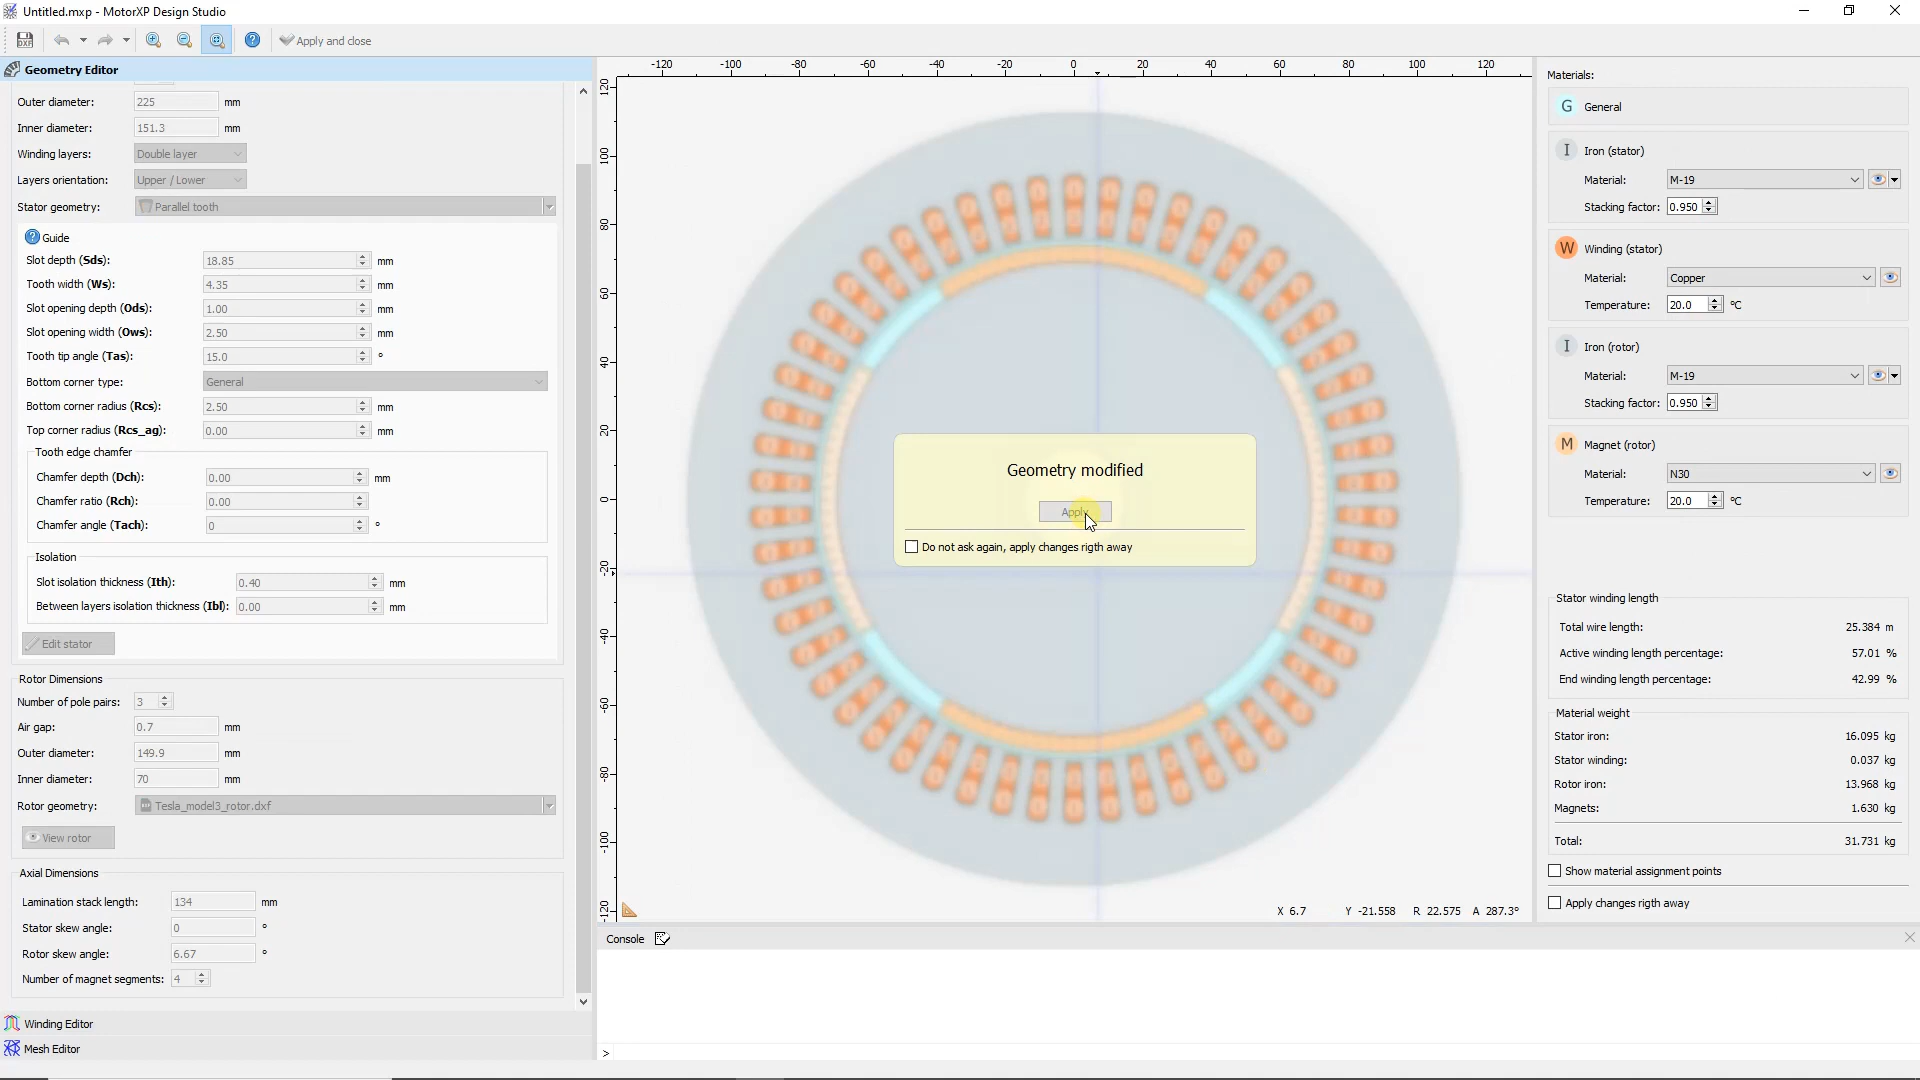 Untitled.mxp - MotorXP Design Studio
DXF
Apply and close
Geometry Editor
Outer diameter: 225 mm
Inner diameter: 151.3 mm
Winding layers: Double layer
Layers orientation: Upper / Lower
Stator geometry: Parallel tooth
Guide
Slot depth (Sds): 18.85 mm
Tooth width (Ws): 4.35 mm
Slot opening depth (Ods): 1.00 mm
Slot opening width (Ows): 2.50 mm
Tooth tip angle (Tas): 15.0 °
Bottom corner type: General
Bottom corner radius (Rcs): 2.50 mm
Top corner radius (Rcs_ag): 0.00 mm
Tooth edge chamfer
Chamfer depth (Dch): 0.00 mm
Chamfer ratio (Rch): 0.00
Chamfer angle (Tach): 0 °
Isolation
Slot isolation thickness (Ith): 0.40 mm
Between layers isolation thickness (Ibl): 0.00 mm
Edit stator
Rotor Dimensions
Number of pole pairs: 3
Air gap: 0.7 mm
Outer diameter: 149.9 mm
Inner diameter: 70 mm
Rotor geometry: Tesla_model3_rotor.dxf
View rotor
Axial Dimensions
Lamination stack length: 134 mm
Stator skew angle: 0 °
Rotor skew angle: 6.67 °
Number of magnet segments: 4
Winding Editor
Mesh Editor
-120 -100 -80 -60 -40 -20 0 20 40 60 80 100 120
120
100
80
60
40
20
0
-20
-40
-60
-80
-100
-120
Geometry modified
Apply
Do not ask again, apply changes rigth away
X 6.7 Y -21.558 R 22.575 A 287.3°
Console
>
Materials:
G General
I Iron (stator)
Material: M-19
Stacking factor: 0.950
W Winding (stator)
Material: Copper
Temperature: 20.0 °C
I Iron (rotor)
Material: M-19
Stacking factor: 0.950
M Magnet (rotor)
Material: N30
Temperature: 20.0 °C
Stator winding length
Total wire length: 25.384 m
Active winding length percentage: 57.01 %
End winding length percentage: 42.99 %
Material weight
Stator iron: 16.095 kg
Stator winding: 0.037 kg
Rotor iron: 13.968 kg
Magnets: 1.630 kg
Total: 31.731 kg
Show material assignment points
Apply changes rigth away